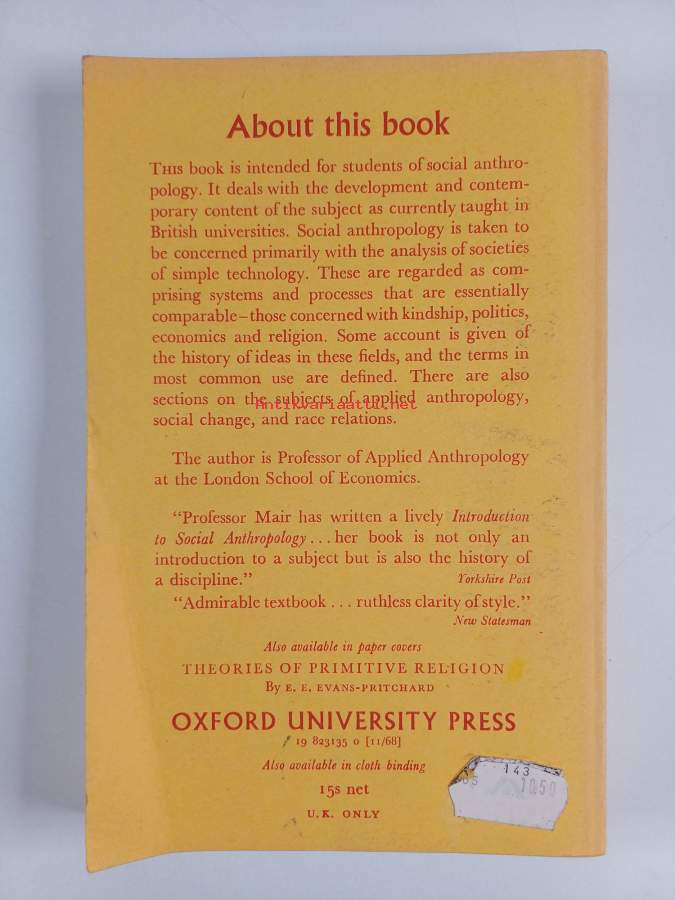 About this book
THIS book is intended for students of social anthro-
pology. It deals with the development and contem-
porary content of the subject as currently taught in
British universities. Social anthropology is taken to
be concerned primarily with the analysis of societies
of simple technology. These are regarded as com-
prising systems and processes that are essentially
comparable–those concerned with kindship, politics,
economics and religion. Some account is given of
the history of ideas in these fields, and the terms in
most common use are defined. There are also
sections on the subjects of applied anthropology,
Antikvariaatti.net
social change, and race relations.
The author is Professor of Applied Anthropology
at the London School of Economics.
"Professor Mair has written a lively Introduction
to Social Anthropology . . . her book is not only an
introduction to a subject but is also the history of
a discipline." Yorkshire Post
"Admirable textbook . . . ruthless clarity of style."
New Statesman
Also available in paper covers
THEORIES OF PRIMITIVE RELIGION
By E. E. EVANS-PRITCHARD
OXFORD UNIVERSITY PRESS
19 823135 0 [11/68]
Also available in cloth binding
15s net
U.K. ONLY
143
1050